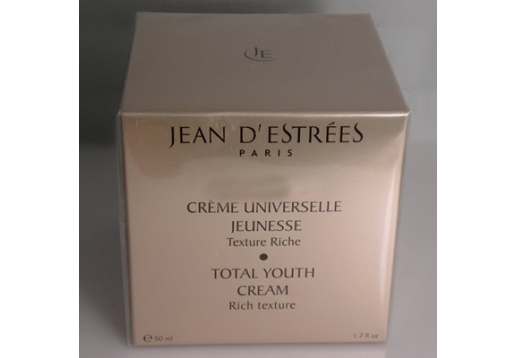 JE
JEAN D'ESTRÉES
PARIS
CRÈME UNIVERSELLE
JEUNESSE
Texture Riche
TOTAL YOUTH
CREAM
Rich texture
℮ 50 ml 1.7 fl.oz